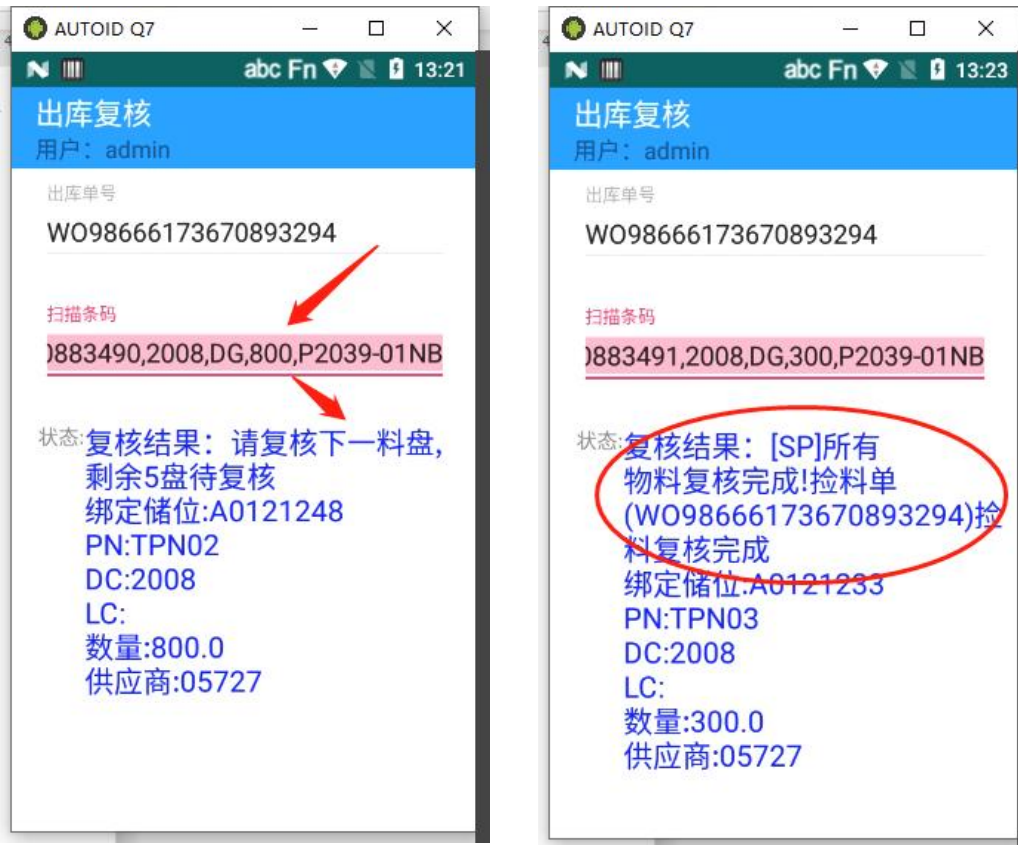 AUTOID Q7
abc Fn 13:21
出库复核
用户：admin
出库单号
WO98666173670893294
扫描条码
0883490,2008,DG,800,P2039-01NB
状态:复核结果：请复核下一料盘,
剩余5盘待复核
绑定储位:A0121248
PN:TPN02
DC:2008
LC:
数量:800.0
供应商:05727
AUTOID Q7
abc Fn 13:23
出库复核
用户：admin
出库单号
WO98666173670893294
扫描条码
0883491,2008,DG,300,P2039-01NB
状态:复核结果：[SP]所有
物料复核完成!捡料单
(WO98666173670893294)捡
料复核完成
绑定储位:A0121233
PN:TPN03
DC:2008
LC:
数量:300.0
供应商:05727